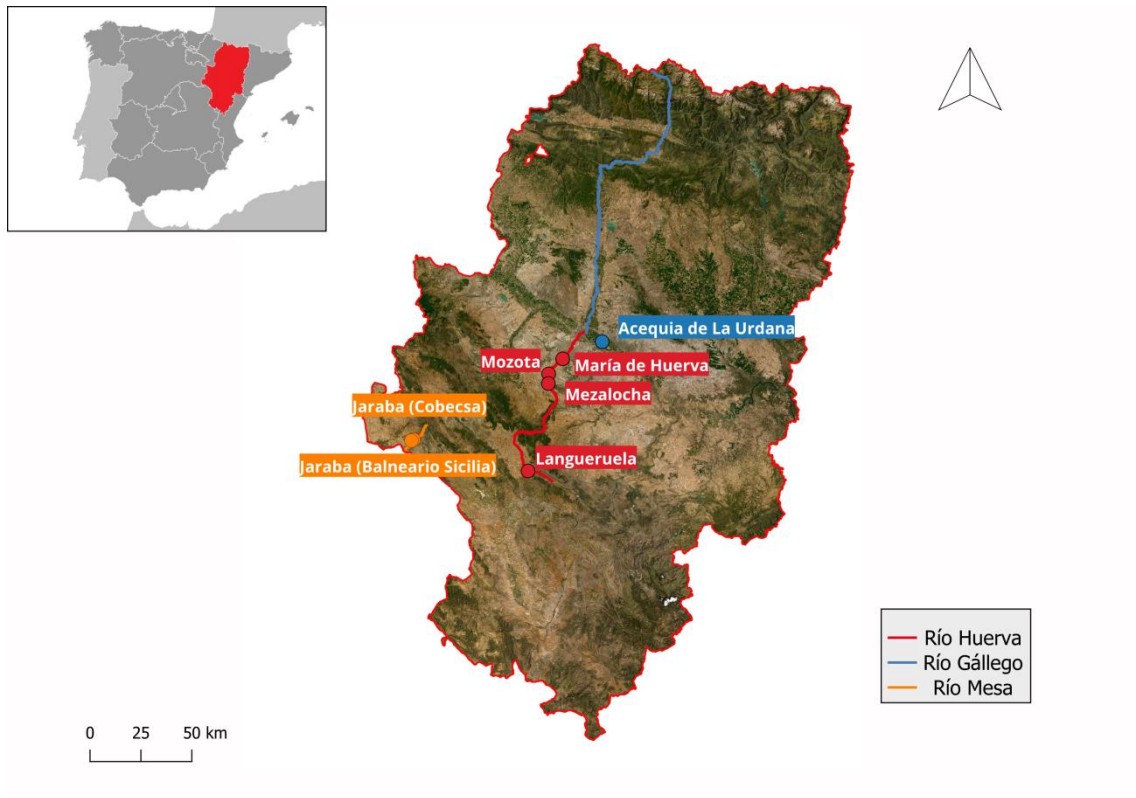 Acequia de La Urdana
Mozota
María de Huerva
Mezalocha
Jaraba (Cobecsa)
Langueruela
Jaraba (Balneario Sicilia)
Río Huerva
Río Gállego
Río Mesa
0 25 50 km